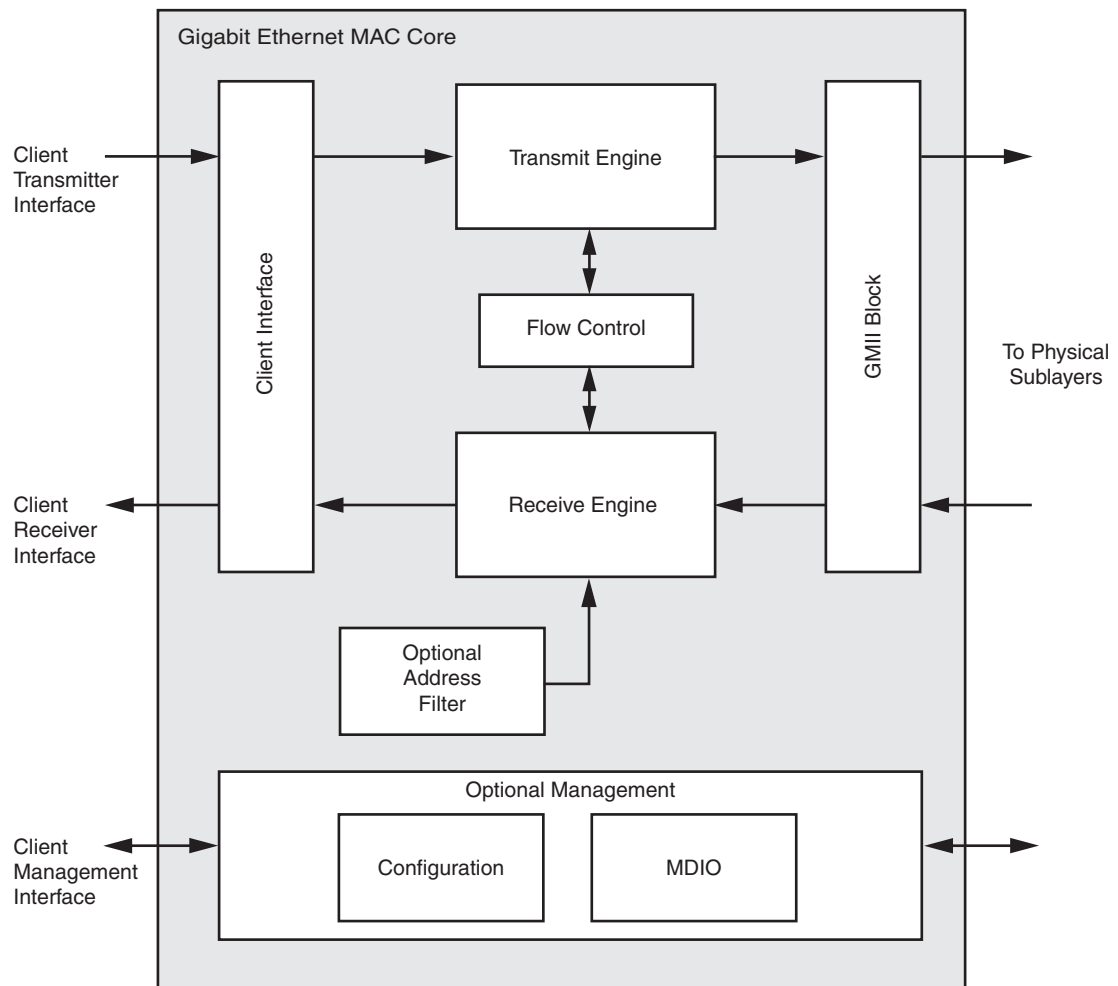 Gigabit Ethernet MAC Core
Client
Transmitter
Interface
Client Interface
Transmit Engine
Flow Control
GMII Block
To Physical
Sublayers
Client
Receiver
Interface
Receive Engine
Optional
Address
Filter
Optional Management
Client
Management
Interface
Configuration
MDIO